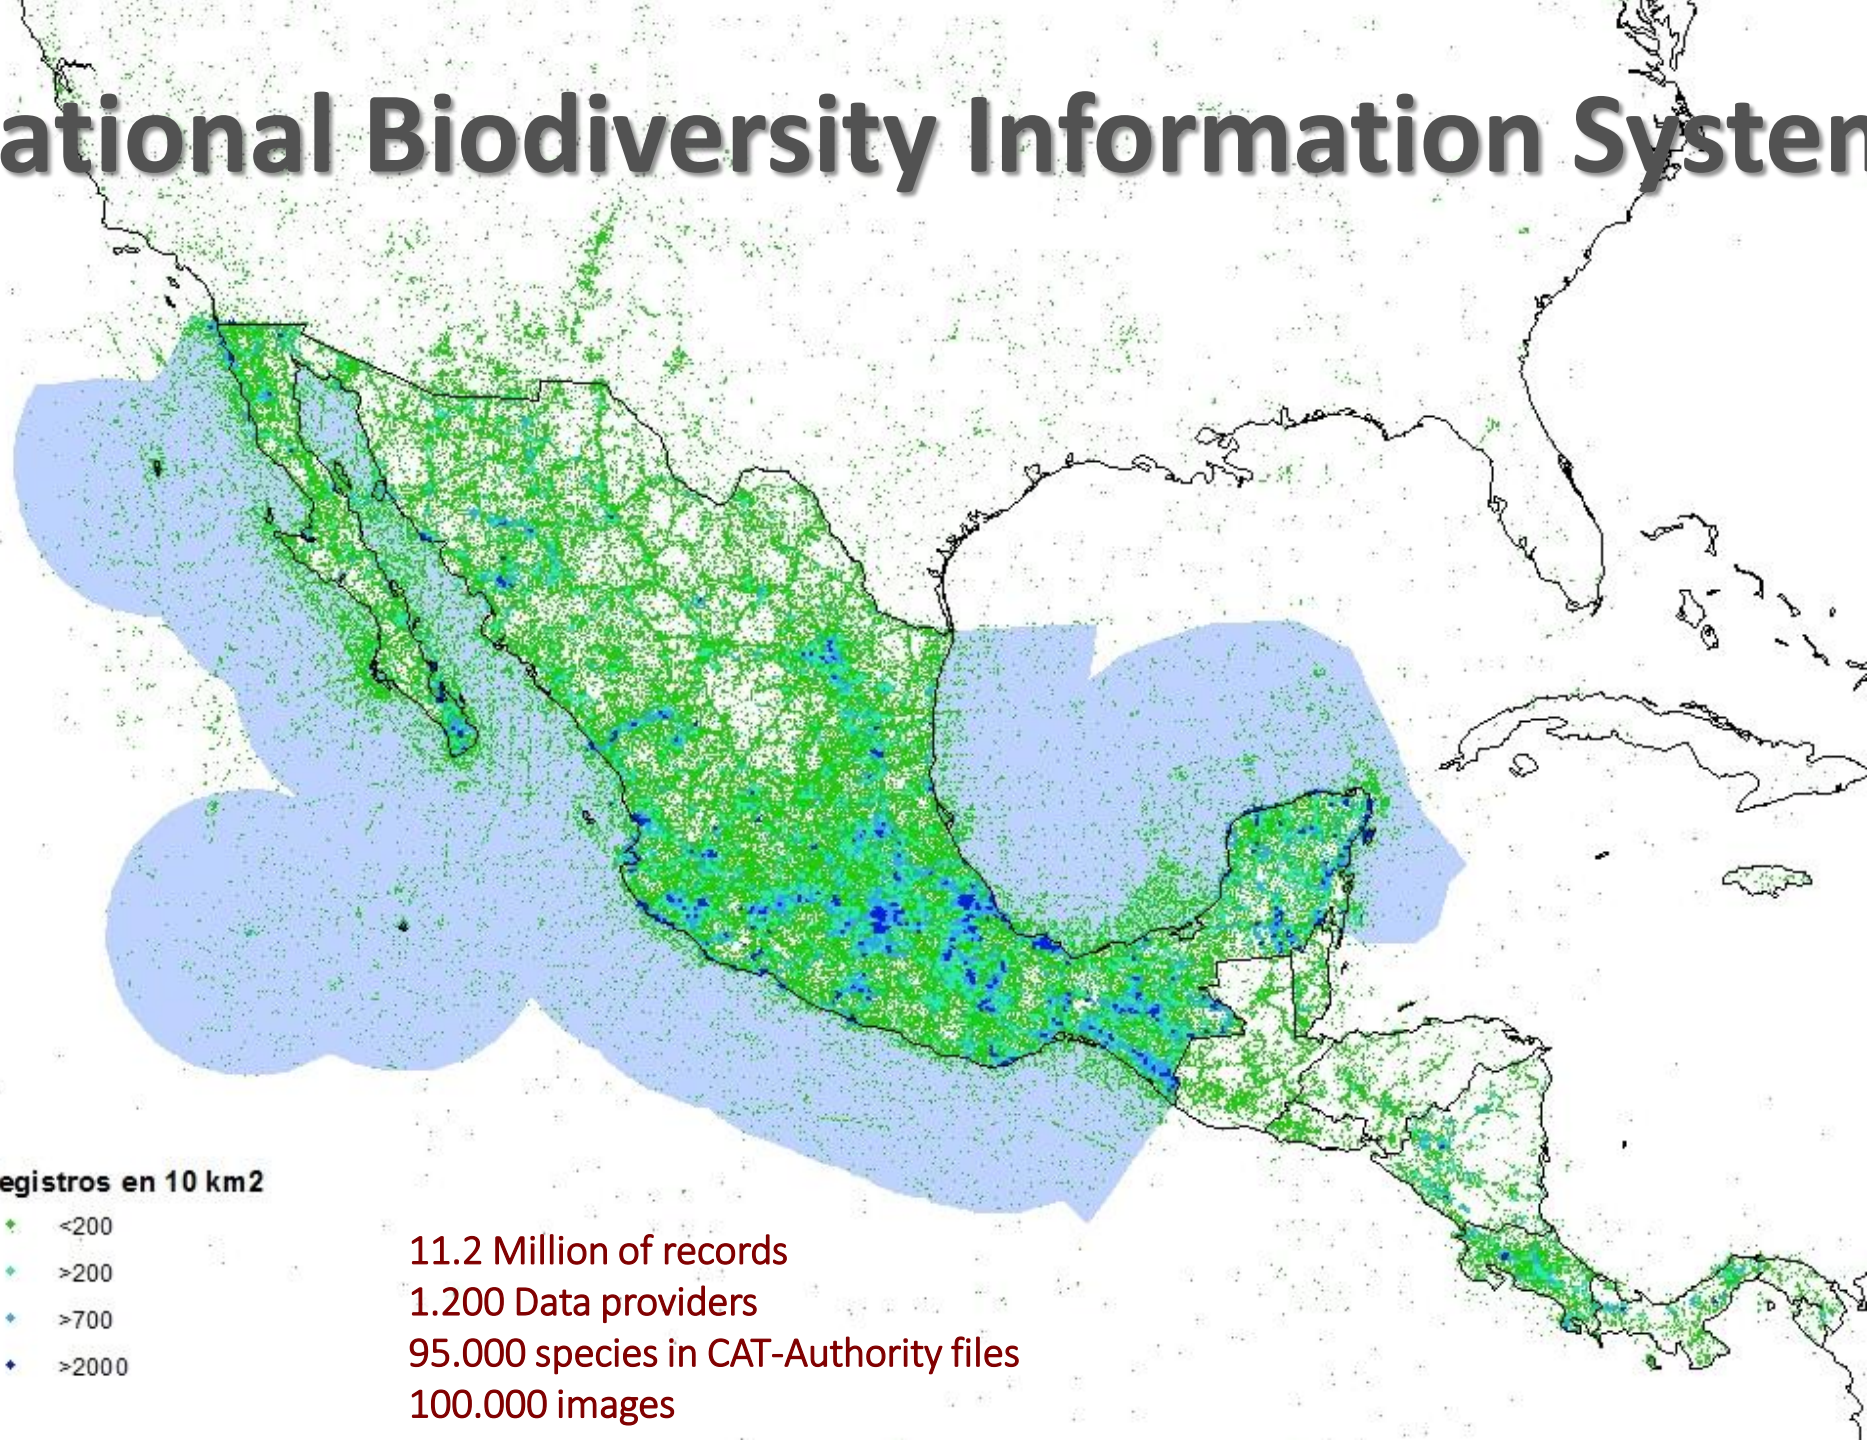 ational Biodiversity Information System
egistros en 10 km2
<200
>200
>700
>2000
11.2 Million of records
1.200 Data providers
95.000 species in CAT-Authority files
100.000 images